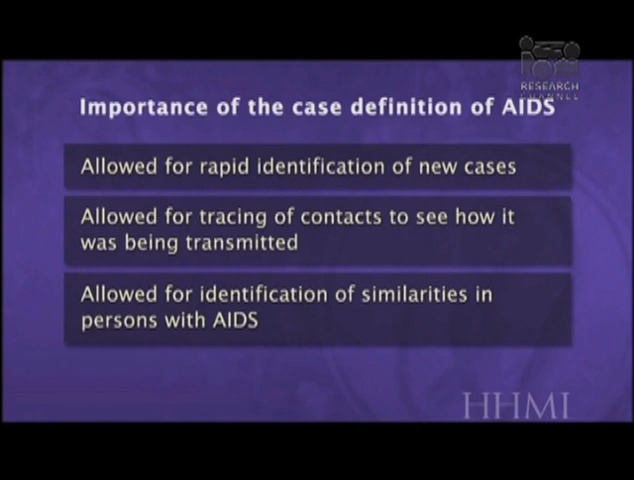 RESEARCH
CHANNEL
Importance of the case definition of AIDS
Allowed for rapid identification of new cases
Allowed for tracing of contacts to see how it
was being transmitted
Allowed for identification of similarities in
persons with AIDS
HHMI